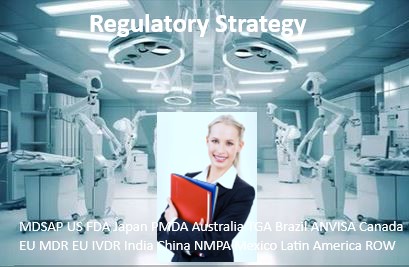 Regulatory Strategy
MDSAP US FDA Japan PMDA Australia TGA Brazil ANVISA Canada
EU MDR EU IVDR India China NMPA Mexico Latin America ROW